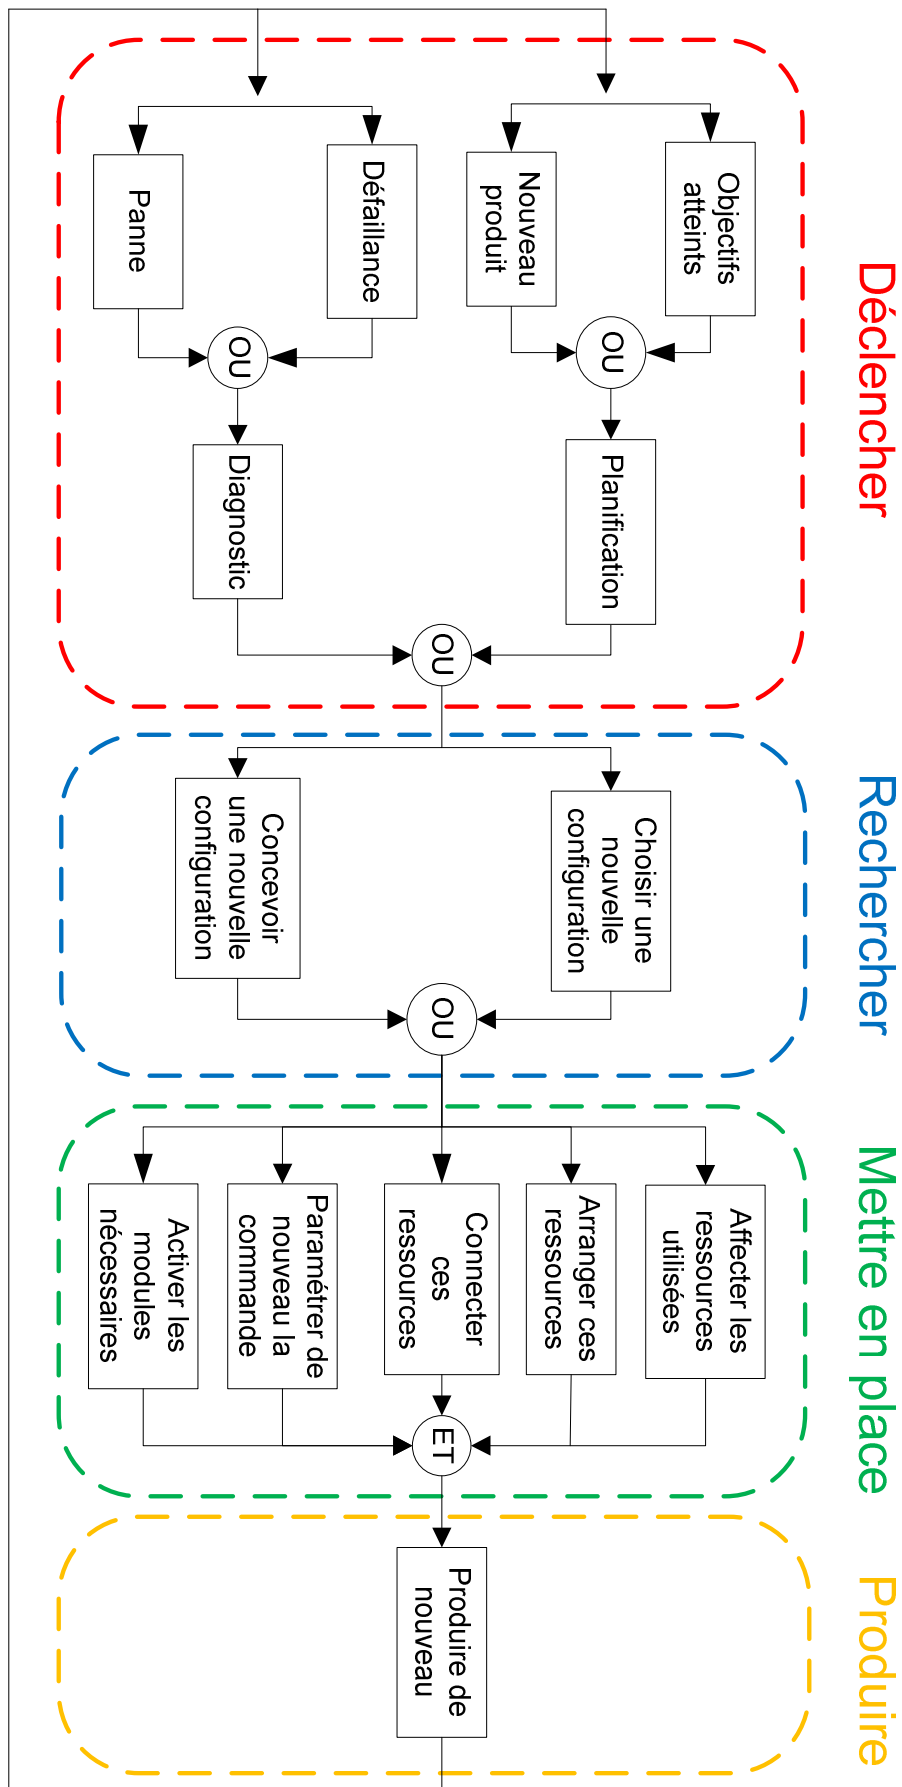 Déclencher
Objectifs
atteints
Nouveau
produit
OU
Planification
Défaillance
Panne
OU
Diagnostic
OU
Rechercher
Choisir une
nouvelle
configuration
Concevoir
une nouvelle
configuration
OU
Mettre en place
Affecter les
ressources
utilisées
Arranger ces
ressources
Connecter
ces
ressources
Paramétrer de
nouveau la
commande
Activer les
modules
nécessaires
ET
Produire
Produire de
nouveau